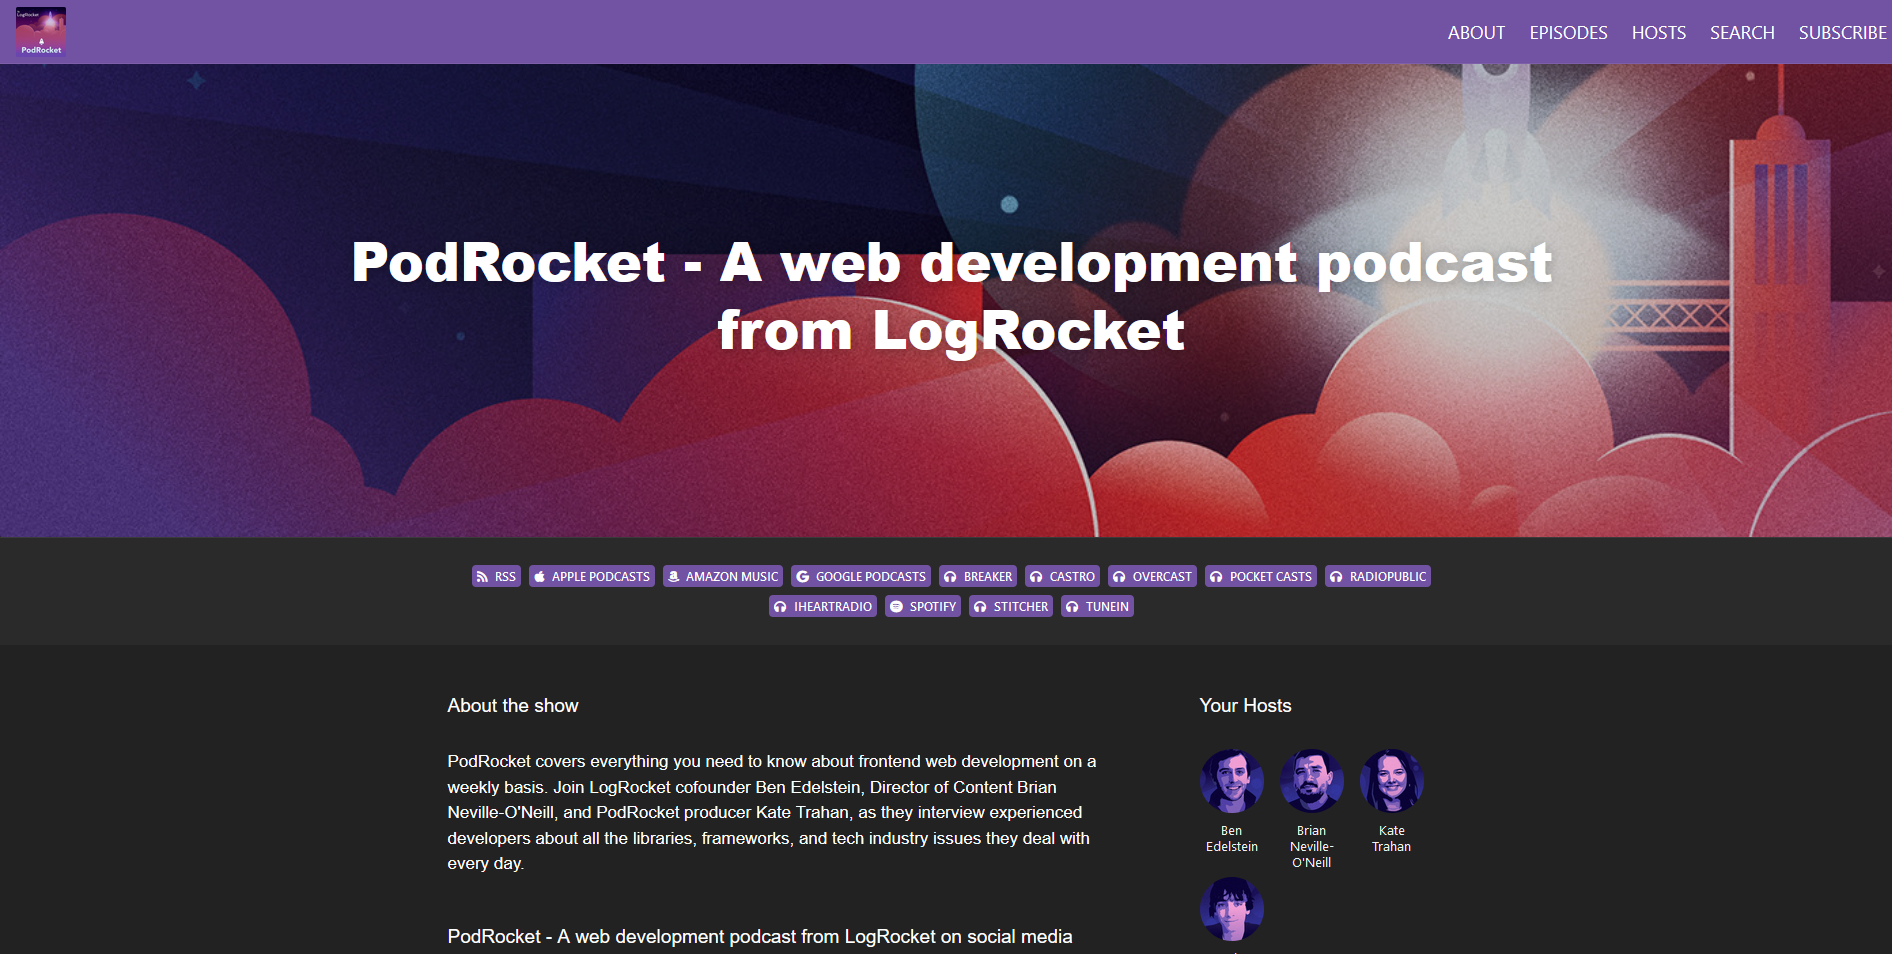 LogRocket
PodRocket
ABOUT EPISODES HOSTS SEARCH SUBSCRIBE
PodRocket - A web development podcast
from LogRocket
RSS APPLE PODCASTS AMAZON MUSIC GOOGLE PODCASTS BREAKER CASTRO OVERCAST POCKET CASTS RADIOPUBLIC
IHEARTRADIO SPOTIFY STITCHER TUNEIN
About the show
PodRocket covers everything you need to know about frontend web development on a
weekly basis. Join LogRocket cofounder Ben Edelstein, Director of Content Brian
Neville-O'Neill, and PodRocket producer Kate Trahan, as they interview experienced
developers about all the libraries, frameworks, and tech industry issues they deal with
every day.
PodRocket - A web development podcast from LogRocket on social media
Your Hosts
Ben
Edelstein
Brian
Neville-
O'Neill
Kate
Trahan